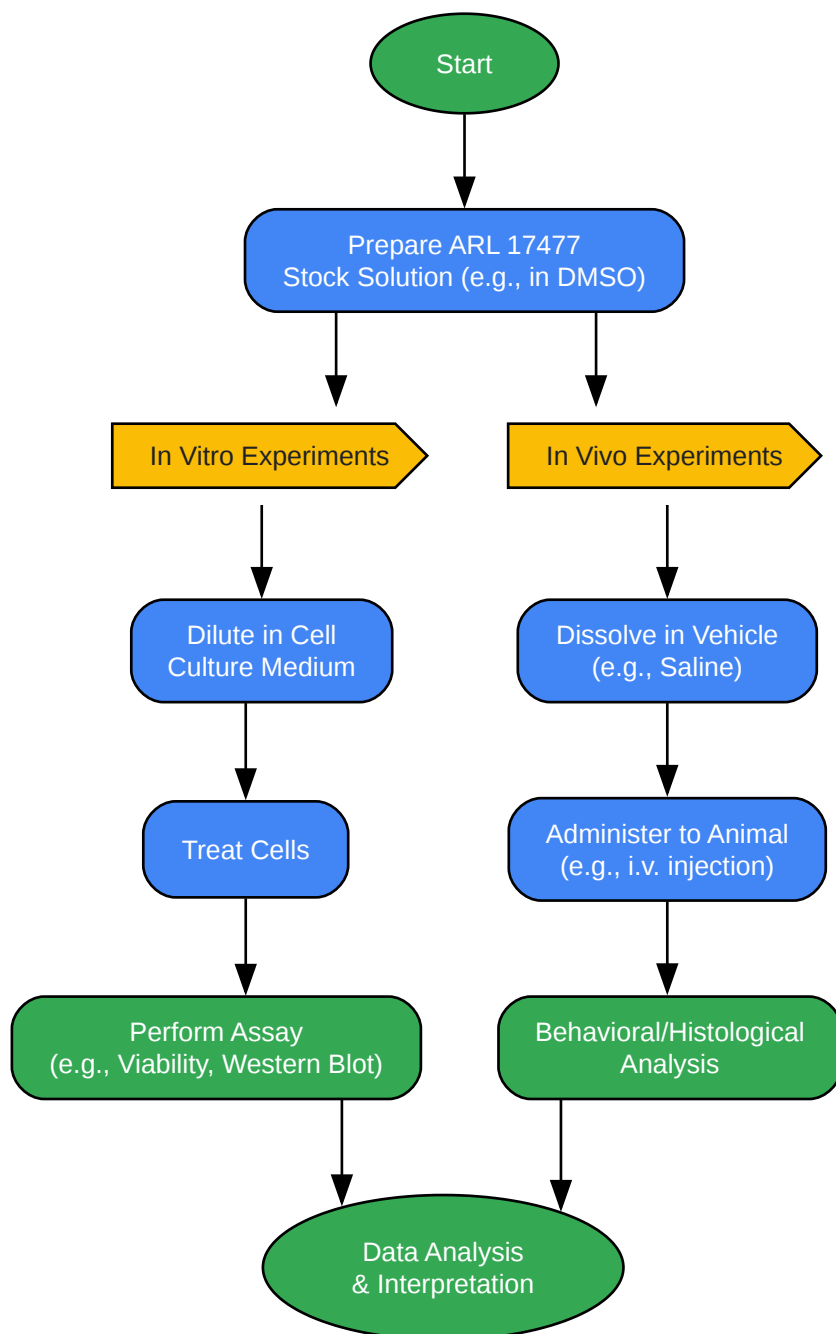 Start
Prepare ARL 17477
Stock Solution (e.g., in DMSO)
In Vitro Experiments
In Vivo Experiments
Dilute in Cell
Culture Medium
Dissolve in Vehicle
(e.g., Saline)
Treat Cells
Administer to Animal
(e.g., i.v. injection)
Perform Assay
(e.g., Viability, Western Blot)
Behavioral/Histological
Analysis
Data Analysis
& Interpretation